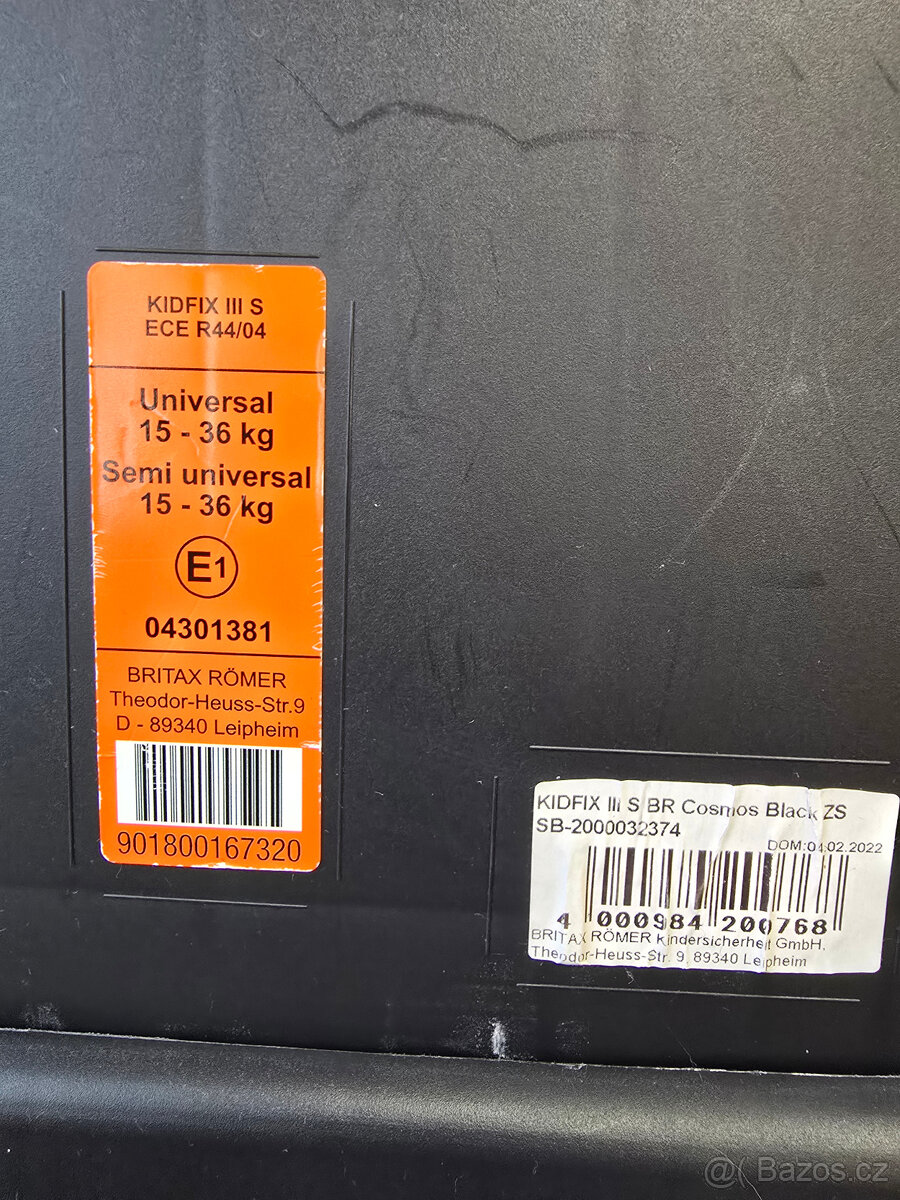 KIDFIX III S
ECE R44/04
Universal
15 - 36 kg
Semi universal
15 - 36 kg
E1
04301381
BRITAX RÖMER
Theodor-Heuss-Str.9
D - 89340 Leipheim
901800167320
KIDFIX III S BR Cosmos Black ZS
SB-2000032374
DOM:04.02.2022
4 000984 200768
BRITAX RÖMER Kindersicherheit GmbH,
Theodor-Heuss-Str. 9, 89340 Leipheim
@( Bazos.cz